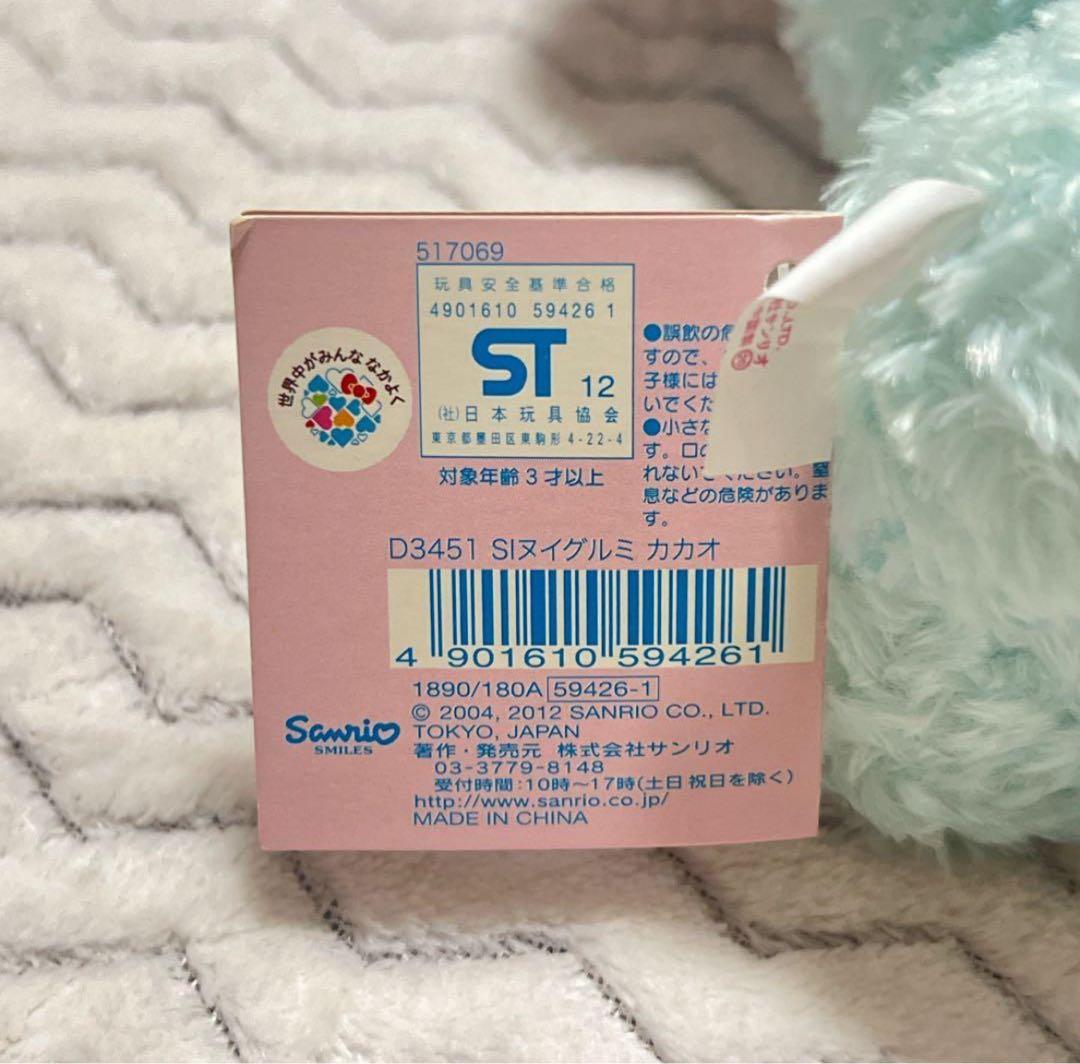 517069
玩具安全基準合格
4901610 59426 1
ST 12
(社)日本玩具協会
東京都墨田区東駒形4-22-4
対象年齢3才以上
世界中がみんななかよく
●誤飲の
すので、
子様には
いでくだ
●小さな
す。口の
れないでください。窒
息などの危険がありま
す。
D3451 SIヌイグルミ カカオ
4 901610 594261
1890/180A 59426-1
© 2004, 2012 SANRIO CO., LTD.
TOKYO, JAPAN
著作・発売元 株式会社サンリオ
03-3779-8148
受付時間:10時~17時(土日祝日を除く)
http://www.sanrio.co.jp/
MADE IN CHINA
Sanrio
SMILES
O.,LTD.
サンリオ